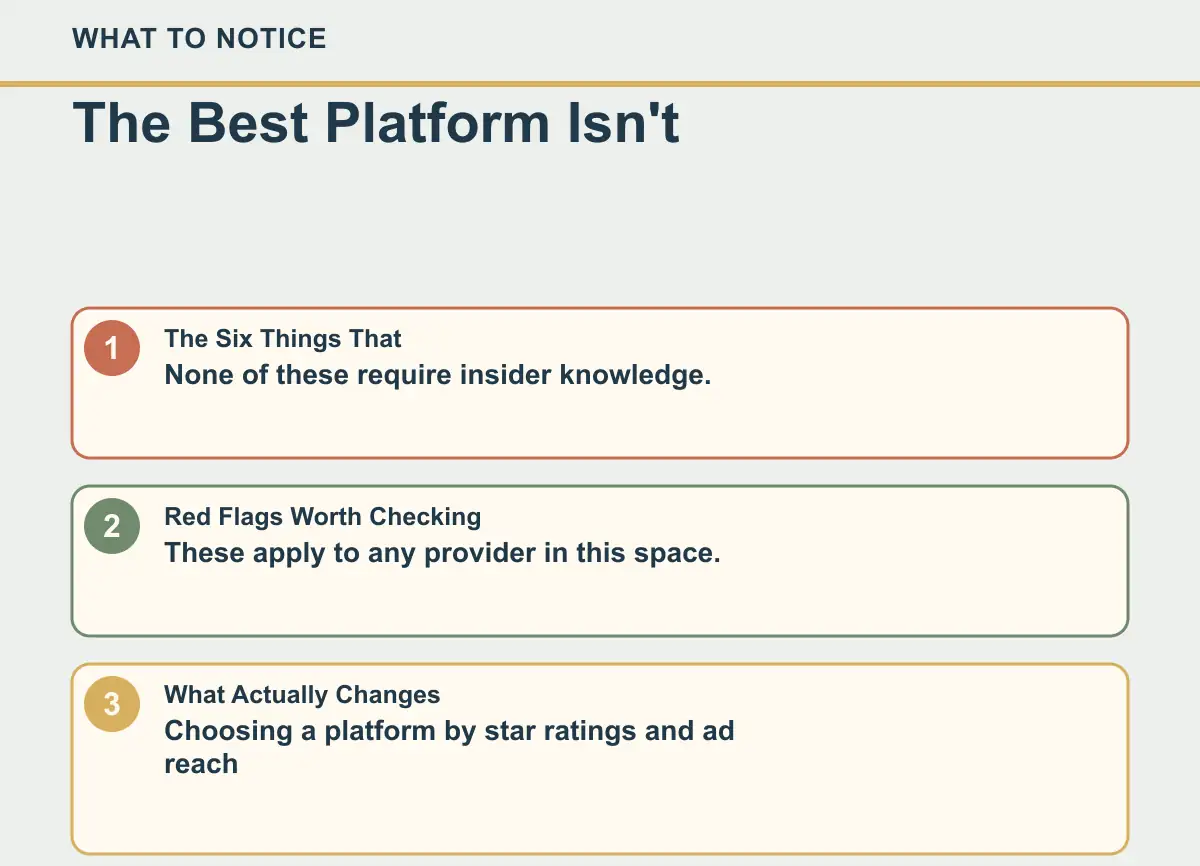 WHAT TO NOTICE
The Best Platform Isn't
1
The Six Things That
None of these require insider knowledge.
2
Red Flags Worth Checking
These apply to any provider in this space.
3
What Actually Changes
Choosing a platform by star ratings and ad
reach